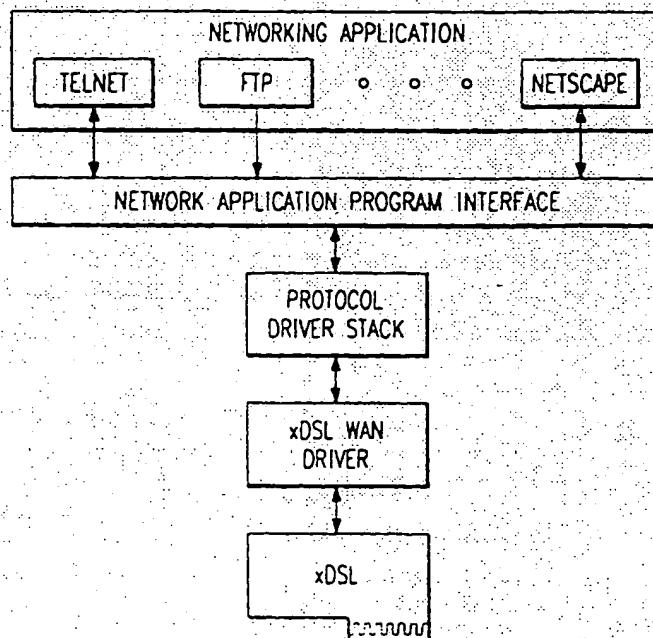 NETWORKING APPLICATION
TELNET
FTP
NETSCAPE
NETWORK APPLICATION PROGRAM INTERFACE
PROTOCOL
DRIVER STACK
xDSL WAN
DRIVER
xDSL